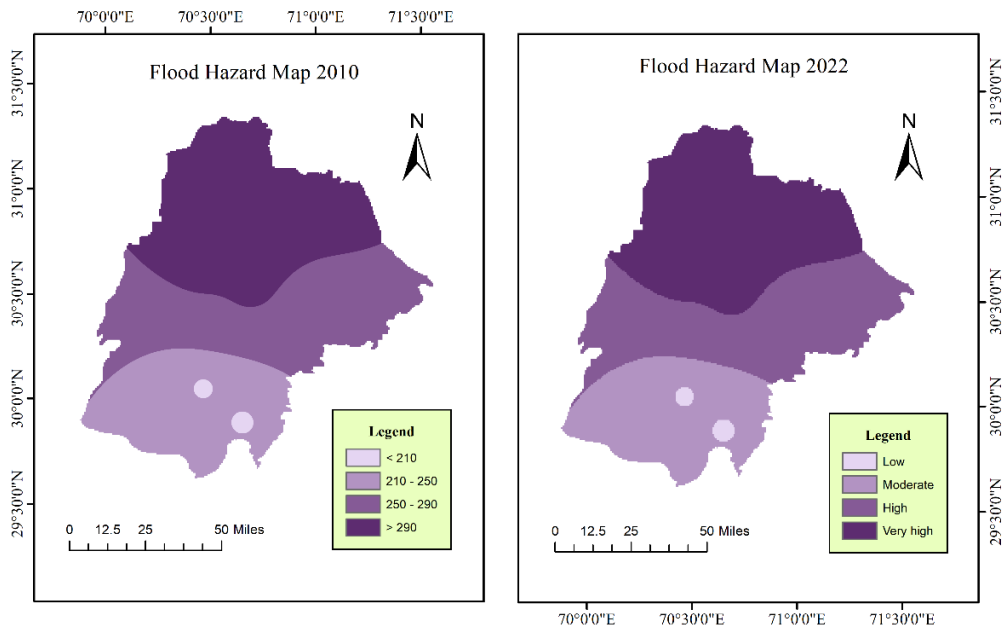 70°0'0"E 70°30'0"E 71°0'0"E 71°30'0"E
Flood Hazard Map 2010
N
31°30'0"N
31°0'0"N
30°30'0"N
30°0'0"N
29°30'0"N
Legend
< 210
210 - 250
250 - 290
> 290
0 12.5 25 50 Miles
Flood Hazard Map 2022
N
31°30'0"N
31°0'0"N
30°30'0"N
30°0'0"N
29°30'0"N
Legend
Low
Moderate
High
Very high
0 12.5 25 50 Miles
70°0'0"E 70°30'0"E 71°0'0"E 71°30'0"E